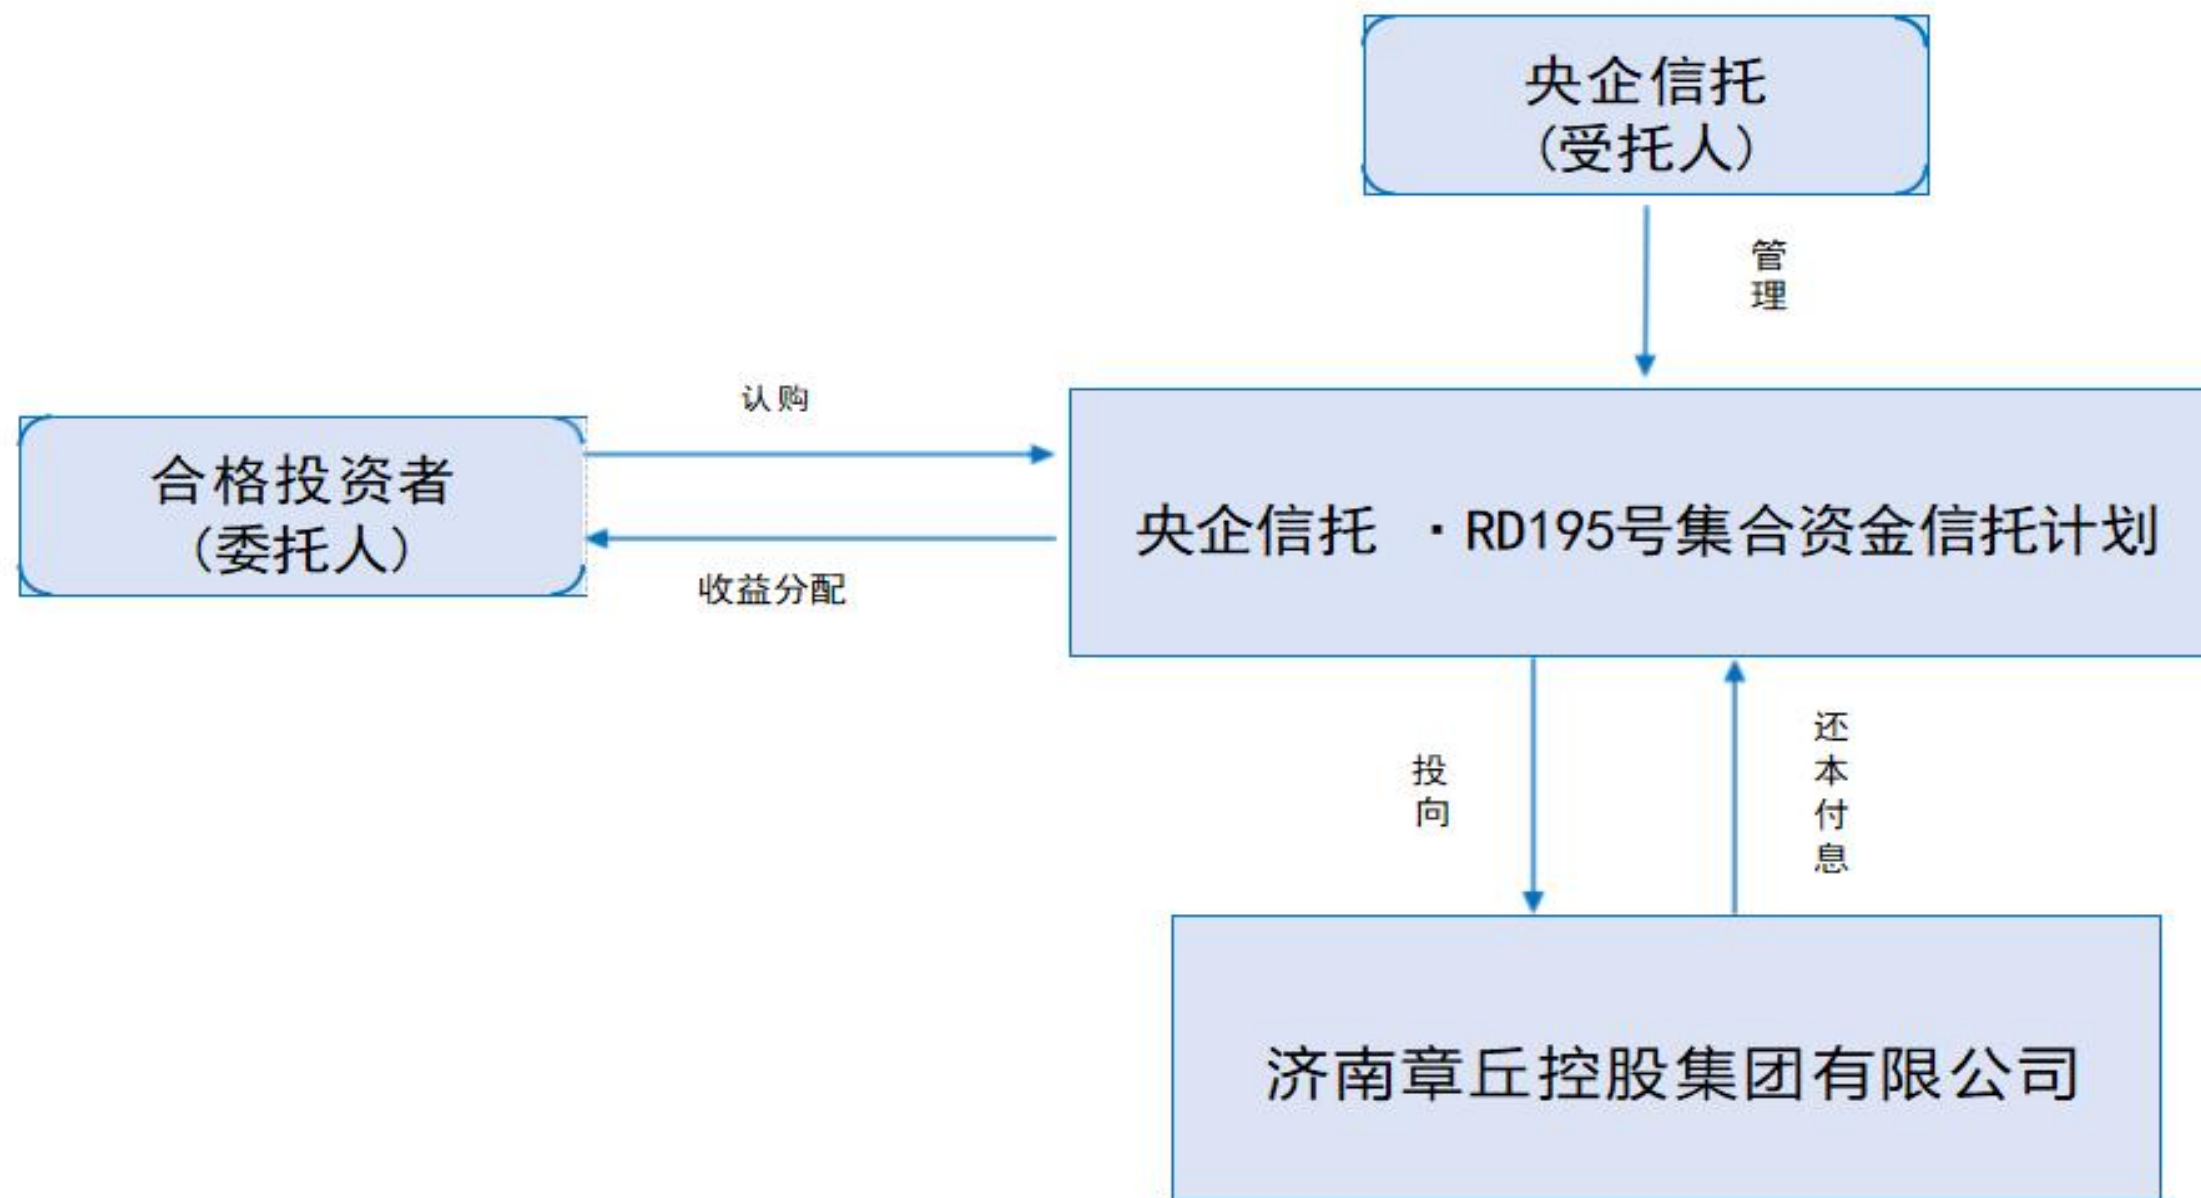 央企信托
(受托人)
管
理
认购
合格投资者
(委托人)
央企信托 ·RD195号集合资金信托计划
收益分配
投
向
还
本
付
息
济南章丘控股集团有限公司